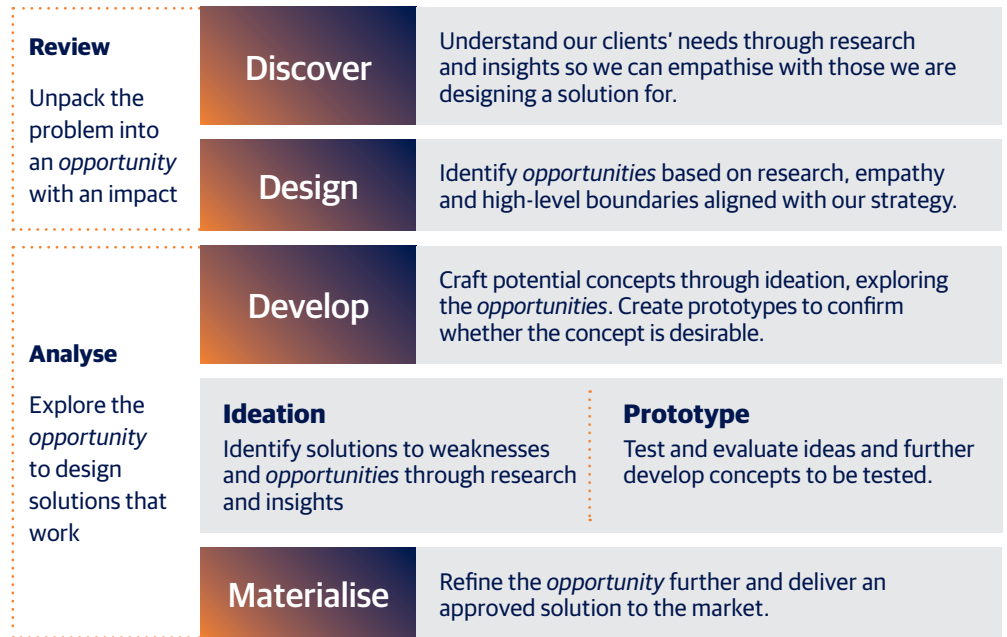 Review
Unpack the
problem into
an opportunity
with an impact
Discover
Understand our clients’ needs through research
and insights so we can empathise with those we are
designing a solution for.
Design
Identify opportunities based on research, empathy
and high-level boundaries aligned with our strategy.
Analyse
Explore the
opportunity
to design
solutions that
work
Develop
Craft potential concepts through ideation, exploring
the opportunities. Create prototypes to confirm
whether the concept is desirable.
Ideation
Identify solutions to weaknesses
and opportunities through research
and insights
Prototype
Test and evaluate ideas and further
develop concepts to be tested.
Materialise
Refine the opportunity further and deliver an
approved solution to the market.